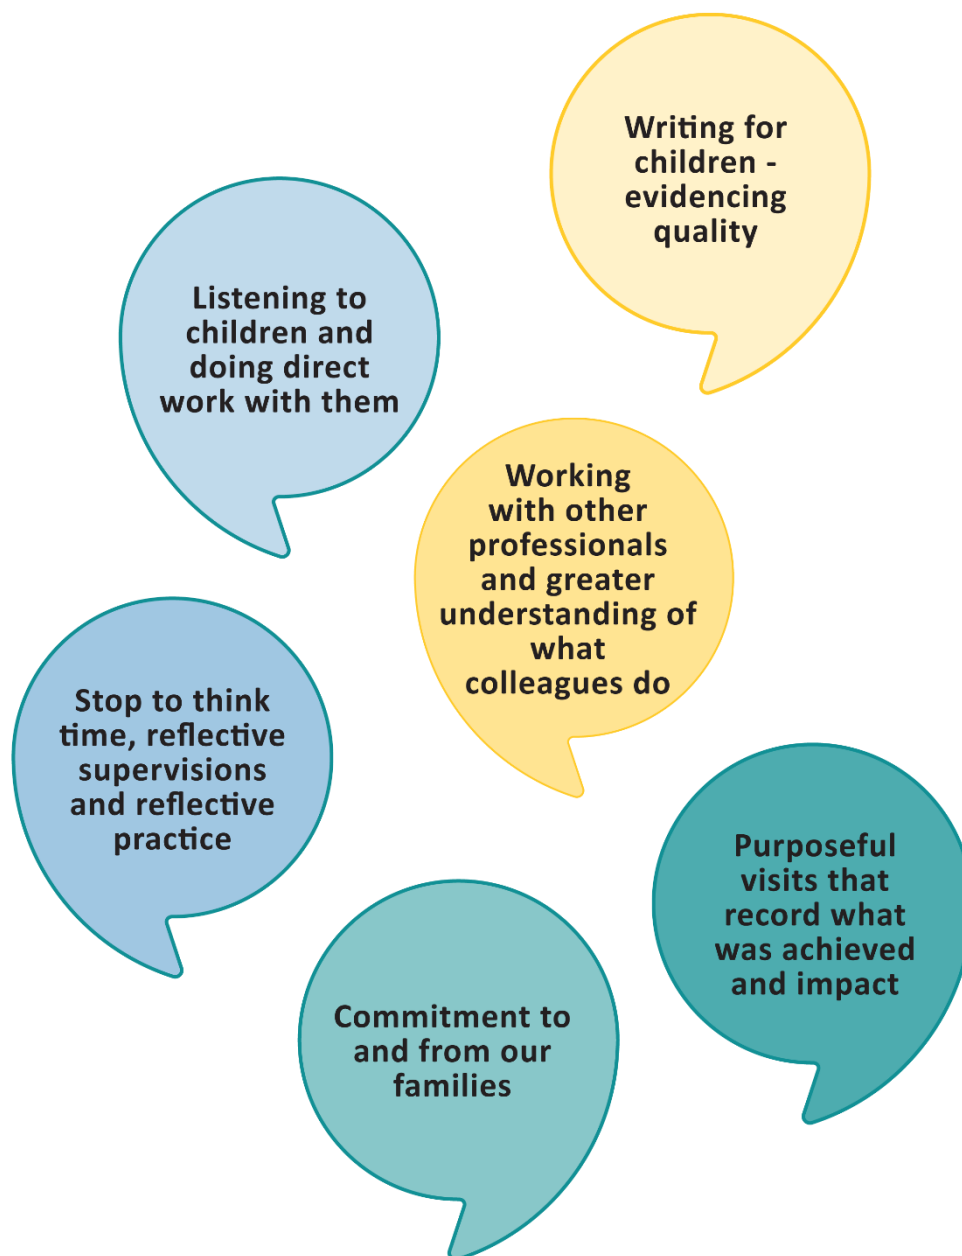 Writing for
children -
evidencing
quality
Listening to
children and
doing direct
work with them
Working
with other
professionals
and greater
understanding of
what
colleagues do
Stop to think
time, reflective
supervisions
and reflective
practice
Purposeful
visits that
record what
was achieved
and impact
Commitment to
and from our
families